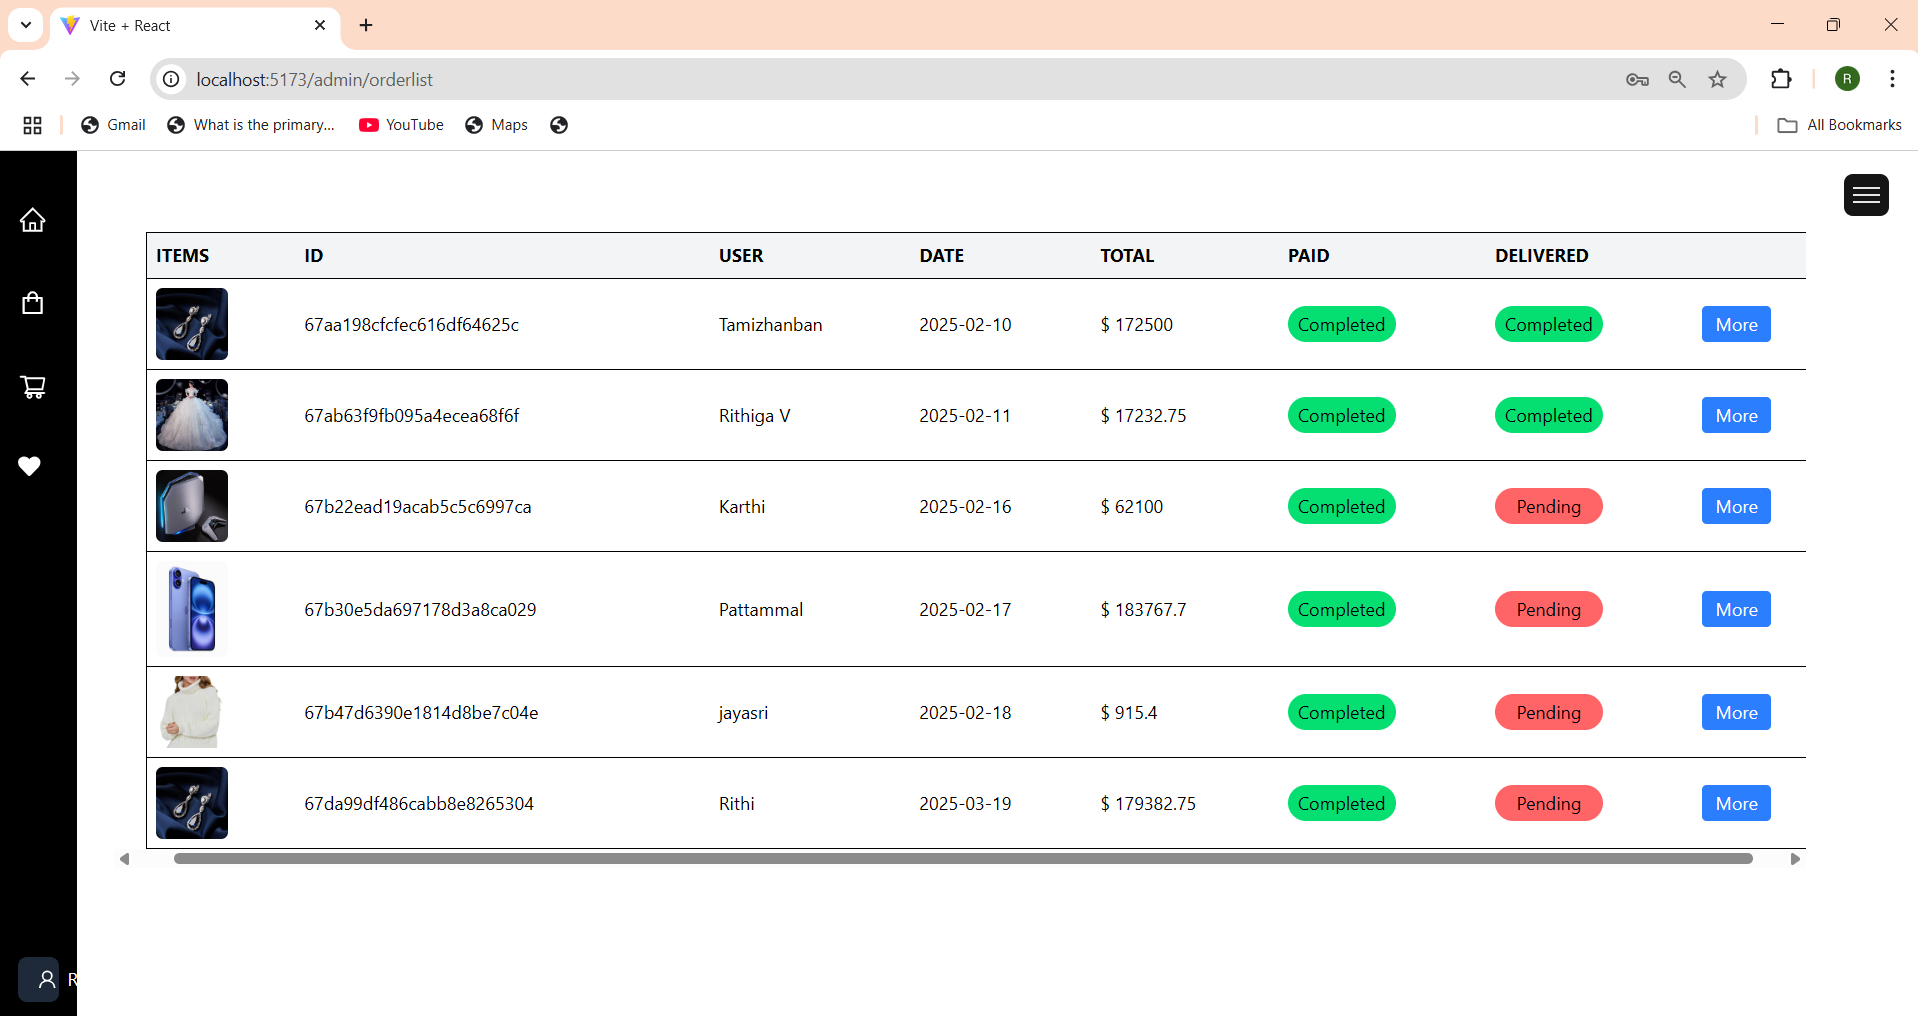 Vite + React
localhost:5173/admin/orderlist
R
Gmail What is the primary... YouTube Maps All Bookmarks
ITEMS ID USER DATE TOTAL PAID DELIVERED
67aa198cfcfec616df64625c Tamizhanban 2025-02-10 $ 172500 Completed Completed More
67ab63f9fb095a4ecea68f6f Rithiga V 2025-02-11 $ 17232.75 Completed Completed More
67b22ead19acab5c5c6997ca Karthi 2025-02-16 $ 62100 Completed Pending More
67b30e5da697178d3a8ca029 Pattammal 2025-02-17 $ 183767.7 Completed Pending More
67b47d6390e1814d8be7c04e jayasri 2025-02-18 $ 915.4 Completed Pending More
67da99df486cabb8e8265304 Rithi 2025-03-19 $ 179382.75 Completed Pending More
R